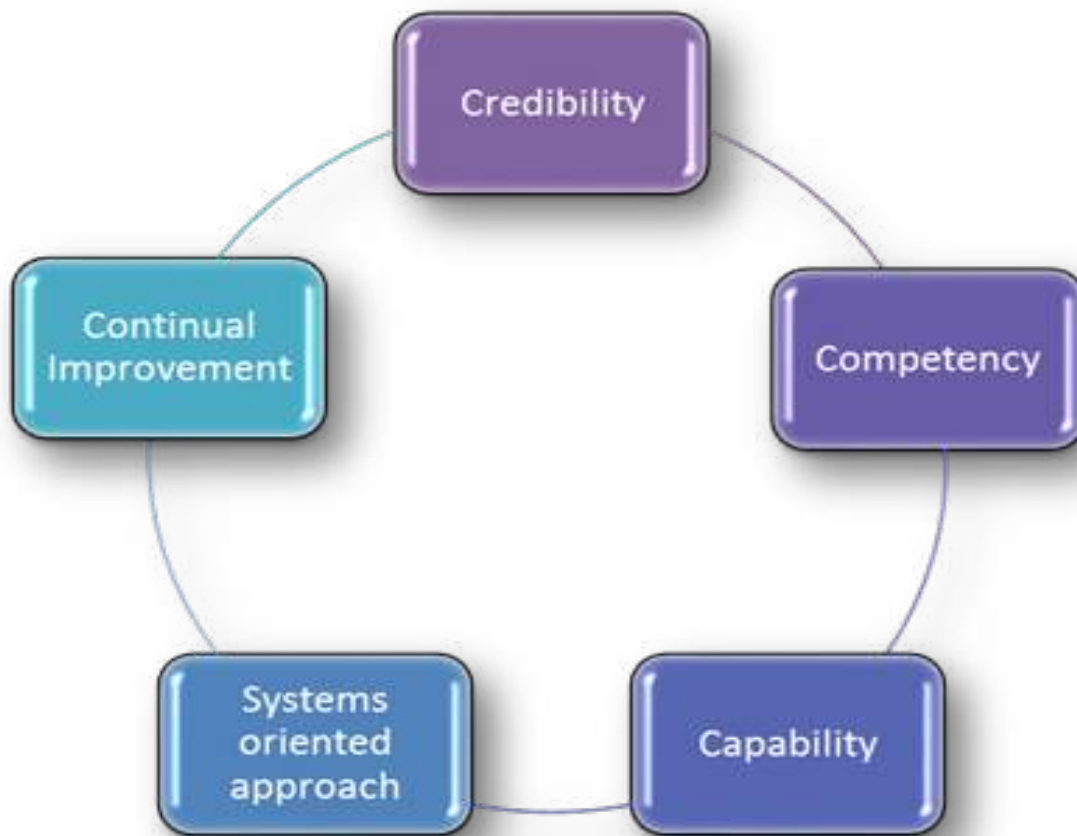 Credibility
Competency
Capability
Systems
oriented
approach
Continual
Improvement